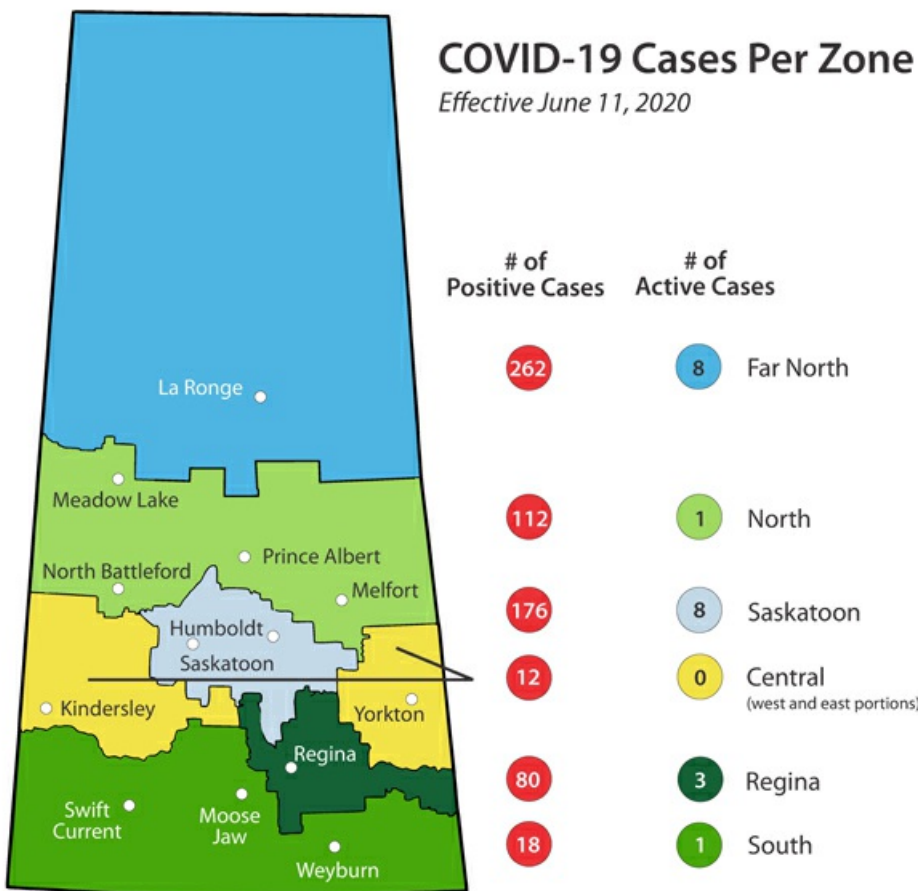 COVID-19 Cases Per Zone
Effective June 11, 2020
# of
Positive Cases
# of
Active Cases
262
8
Far North
112
1
North
176
8
Saskatoon
12
0
Central
(west and east portions)
80
3
Regina
18
1
South
La Ronge
Meadow Lake
Prince Albert
North Battleford
Melfort
Humboldt
Saskatoon
Kindersley
Yorkton
Regina
Swift
Current
Moose
Jaw
Weyburn